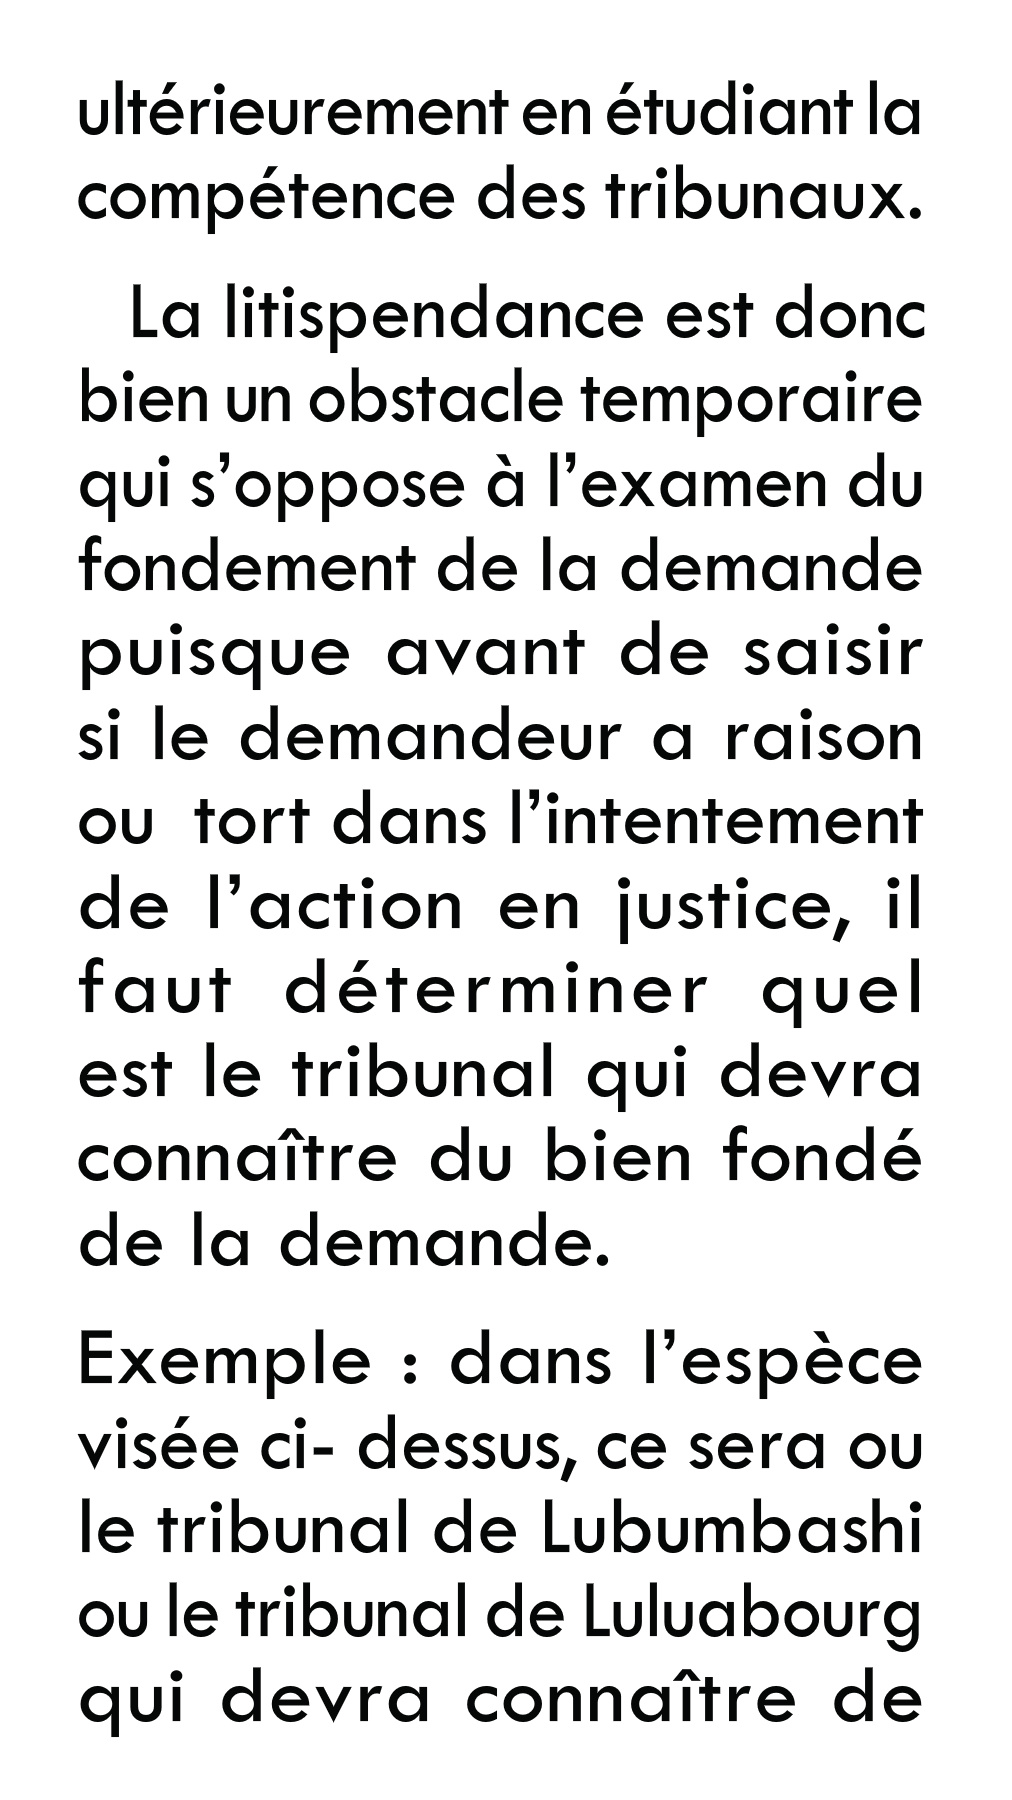 ultérieurement en étudiant la
compétence des tribunaux.
La litispendance est donc
bien un obstacle temporaire
qui s’oppose à l’examen du
fondement de la demande
puisque avant de saisir
si le demandeur a raison
ou tort dans l’intentement
de l’action en justice, il
faut déterminer quel
est le tribunal qui devra
connaître du bien fondé
de la demande.
Exemple : dans l’espèce
visée ci- dessus, ce sera ou
le tribunal de Lubumbashi
ou le tribunal de Luluabourg
qui devra connaître de